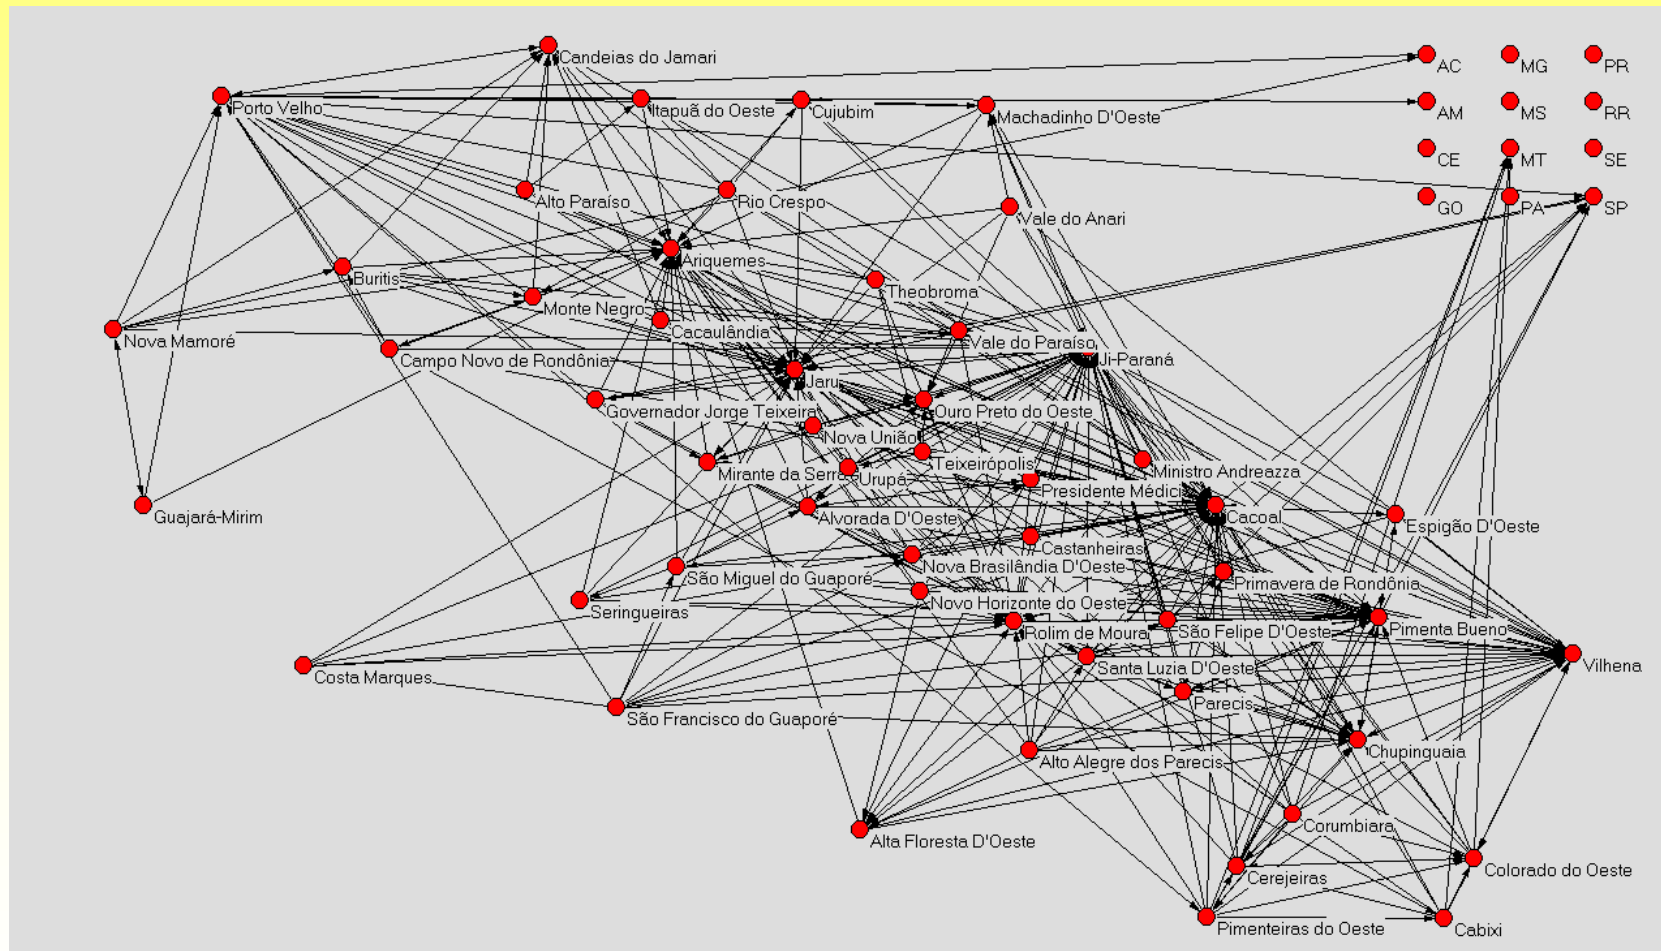 Candeias do Jamari
AC
MG
PR
Porto Velho
Itapuã do Oeste
Cujubim
Machadinho D'Oeste
AM
MS
RR
CE
MT
SE
Alto Paraíso
Rio Crespo
GO
PA
SP
Vale do Anari
Ariquemes
Buritis
Theobroma
Monte Negro
Cacaulândia
Nova Mamoré
Vale do Paraíso
Campo Novo de Rondônia
Ji-Paraná
Jaru
Governador Jorge Teixeira
Ouro Preto do Oeste
Nova União
Mirante da Serra
Urupá
Teixeirópolis
Ministro Andreazza
Presidente Médici
Guajará-Mirim
Alvorada D'Oeste
Cacoal
Espigão D'Oeste
Castanheiras
Nova Brasilândia D'Oeste
São Miguel do Guaporé
Primavera de Rondônia
Seringueiras
Novo Horizonte do Oeste
Rolim de Moura
São Felipe D'Oeste
Pimenta Bueno
Costa Marques
Santa Luzia D'Oeste
Vilhena
Parecis
São Francisco do Guaporé
Chupinguaia
Alto Alegre dos Parecis
Corumbiara
Alta Floresta D'Oeste
Cerejeiras
Colorado do Oeste
Pimenteiras do Oeste
Cabixi